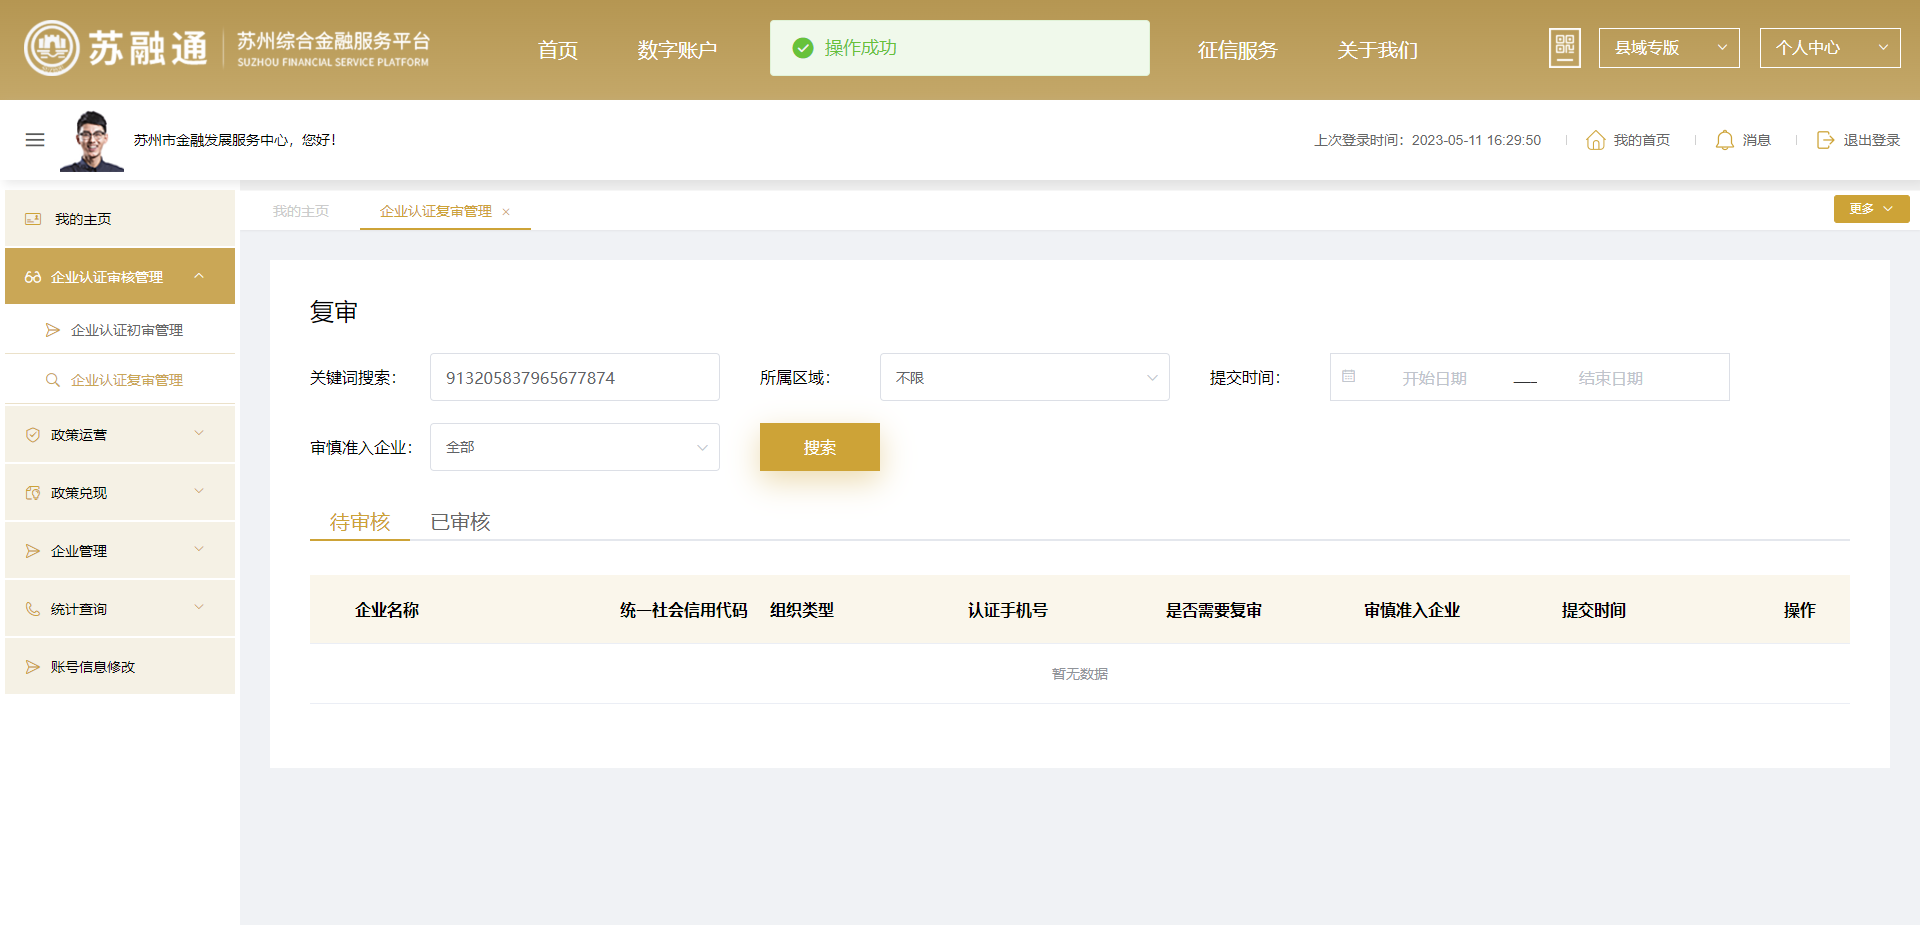 苏融通
苏州综合金融服务平台
SUZHOU FINANCIAL SERVICE PLATFORM
首页
数字账户
操作成功
征信服务
关于我们
县域专版
个人中心
苏州市金融发展服务中心，您好！
上次登录时间：2023-05-11 16:29:50
我的首页
消息
退出登录
我的主页
企业认证审核管理
企业认证初审管理
企业认证复审管理
政策运营
政策兑现
企业管理
统计查询
账号信息修改
我的主页
企业认证复审管理 ×
更多
复审
关键词搜索：
913205837965677874
所属区域：
不限
提交时间：
开始日期 — 结束日期
审慎准入企业：
全部
搜索
待审核
已审核
企业名称 统一社会信用代码 组织类型 认证手机号 是否需要复审 审慎准入企业 提交时间 操作
暂无数据